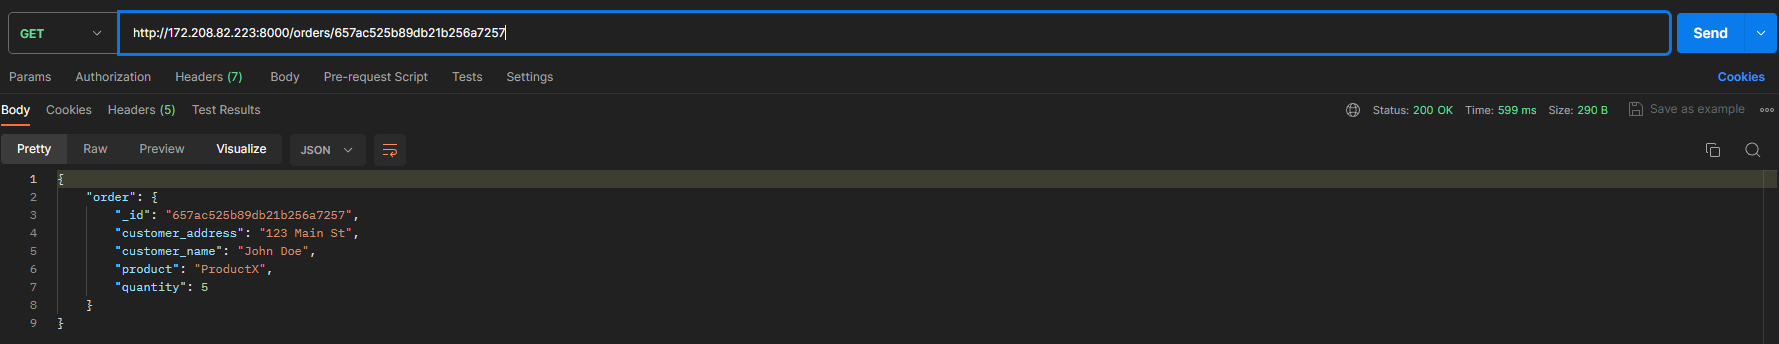 GET http://172.208.82.223:8000/orders/657ac525b89db21b256a7257 Send
Params Authorization Headers (7) Body Pre-request Script Tests Settings Cookies
Body Cookies Headers (5) Test Results Status: 200 OK Time: 599 ms Size: 290 B Save as example
Pretty Raw Preview Visualize JSON
1 {
2 "order": {
3 "_id": "657ac525b89db21b256a7257",
4 "customer_address": "123 Main St",
5 "customer_name": "John Doe",
6 "product": "ProductX",
7 "quantity": 5
8 }
9 }